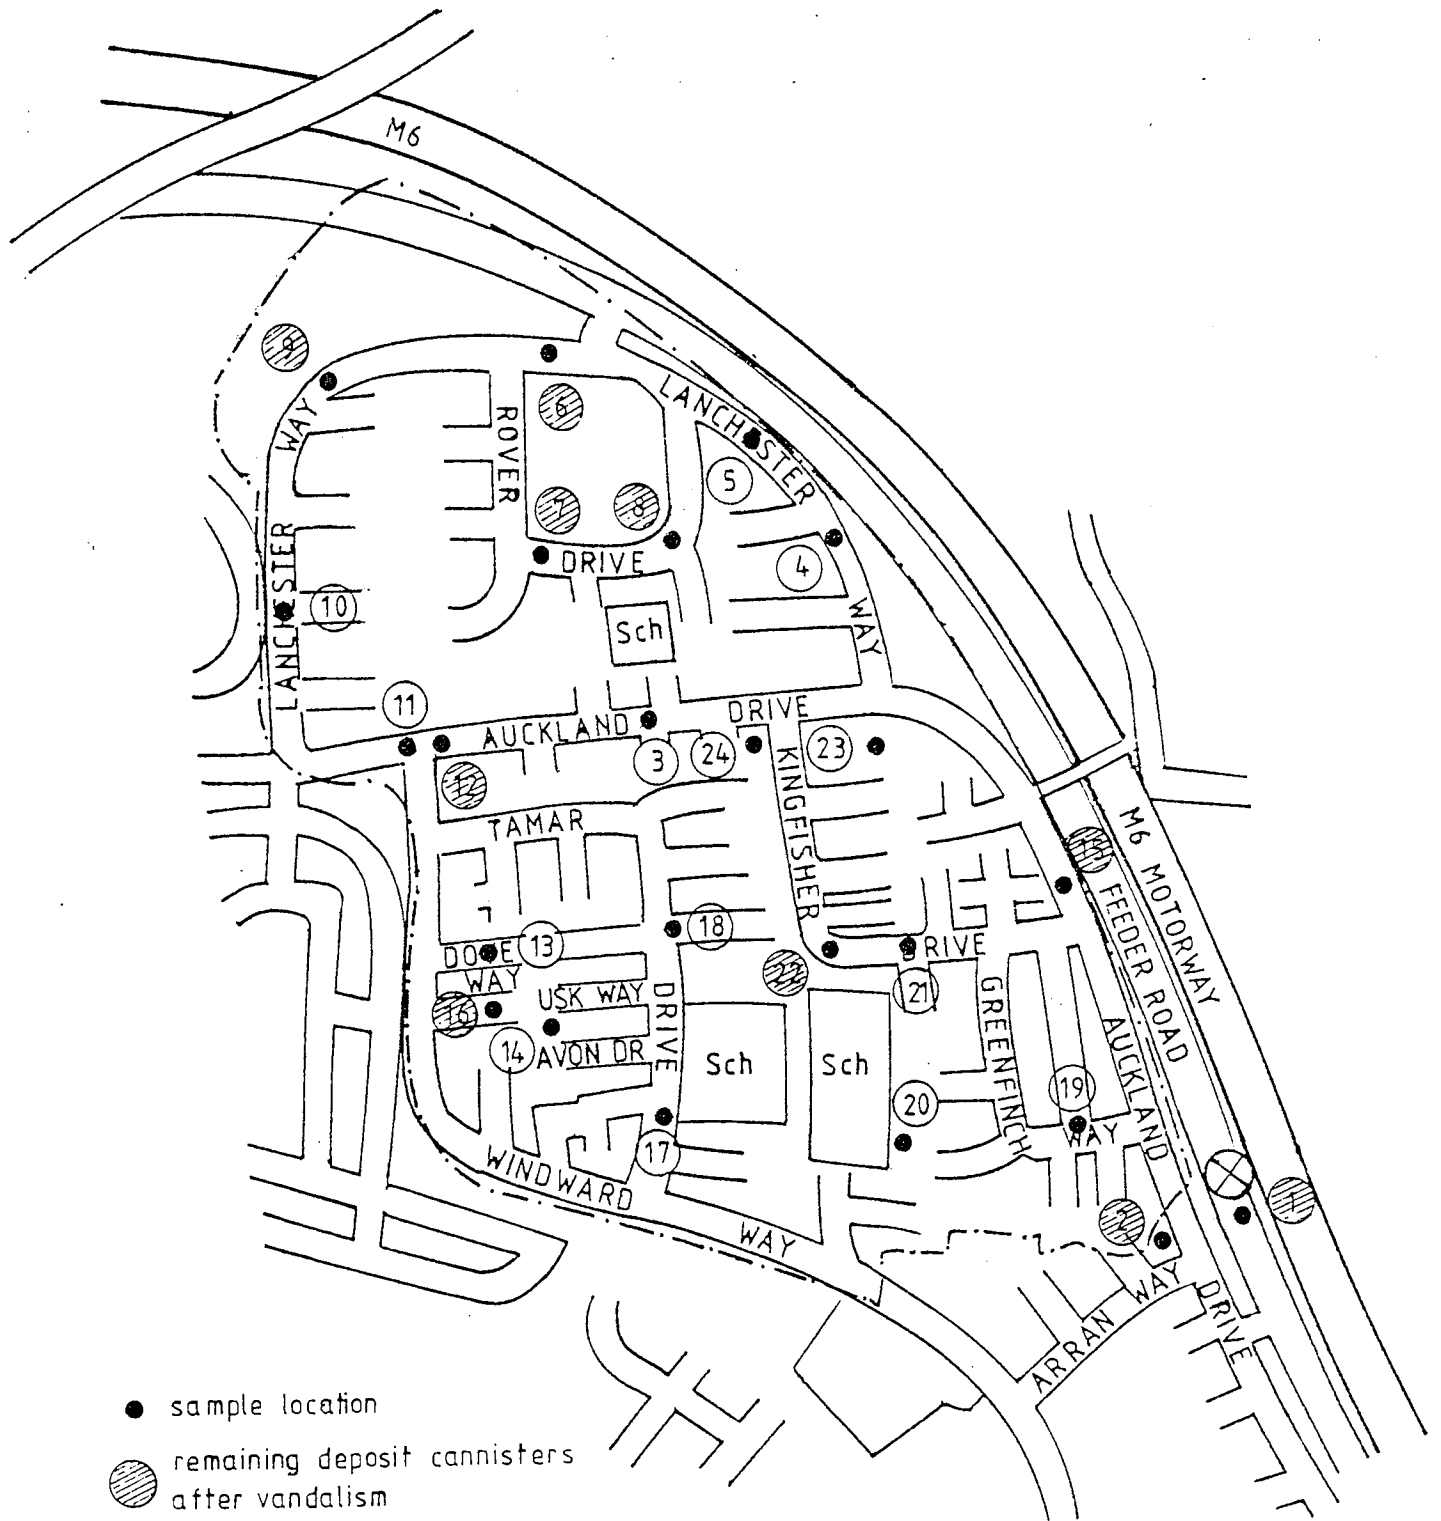 M6
9
6
LANCHESTER
WAY
ROVER
5
7
8
DRIVE
4
LANCHESTER
10
Sch
WAY
11
DRIVE
AUCKLAND
3
24
23
12
KINGFISHER
TAMAR
M6 MOTORWAY
FEEDER ROAD
13
18
DOVE
WAY
DRIVE
22
USK WAY
21
16
DRIVE
GREENFINCH
AUCKLAND
14
AVON DR
Sch
Sch
20
19
WAY
17
WINDWARD
1
2
WAY
WAY
ARRAN
DRIVE
sample location
remaining deposit cannisters
after vandalism